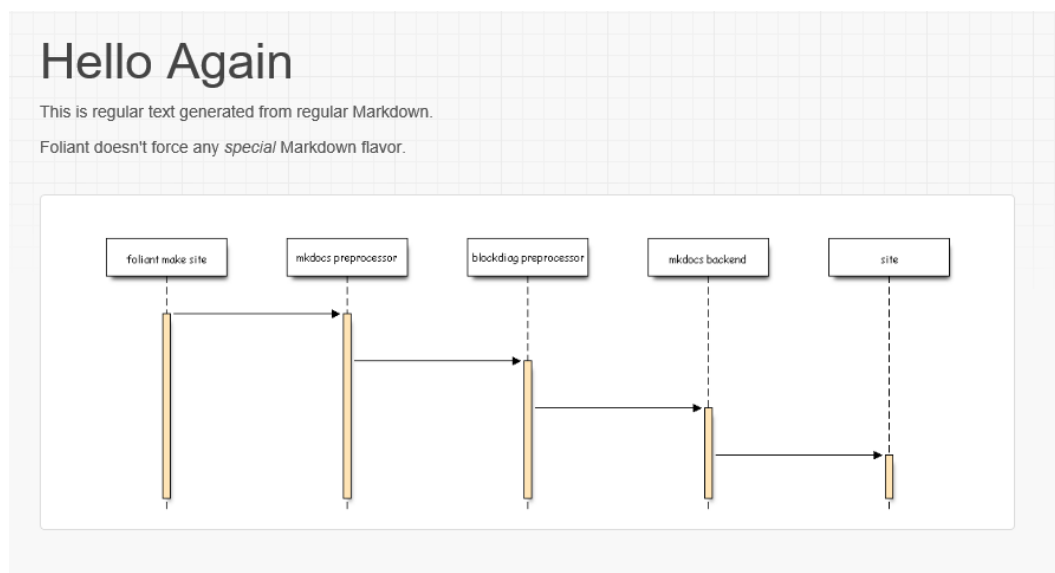 Hello Again
This is regular text generated from regular Markdown.
Foliant doesn't force any special Markdown flavor.
foliant make site
mkdocs preprocessor
blockdiag preprocessor
mkdocs backend
site